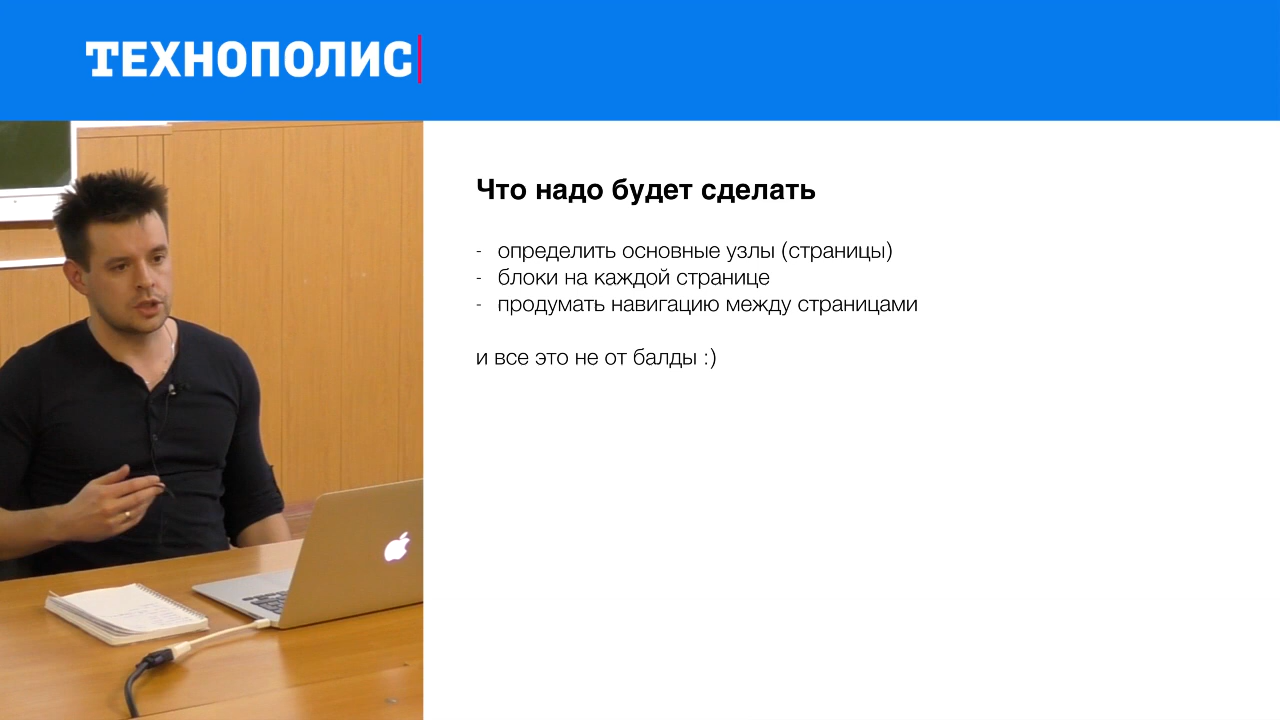 ТЕХНОПОЛИС
Что надо будет сделать
- определить основные узлы (страницы)
- блоки на каждой странице
- продумать навигацию между страницами
и все это не от балды :)